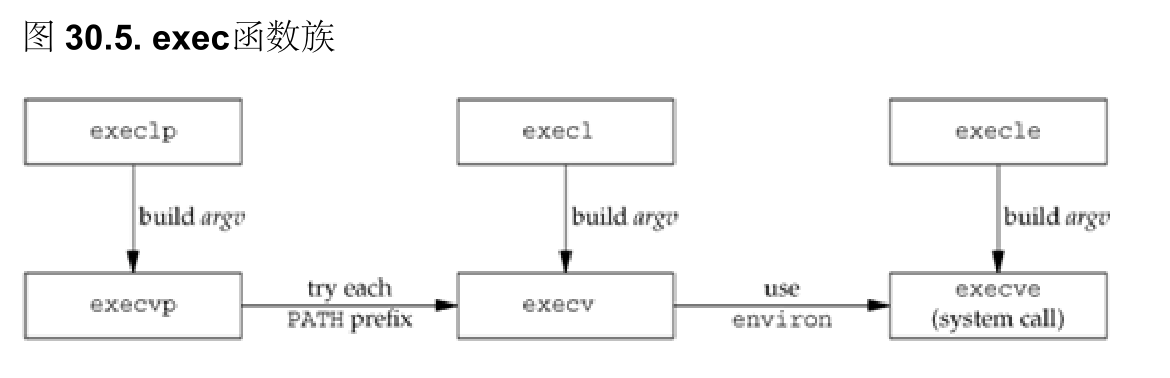 图 30.5. exec函数族
execlp
execl
execle
build argv
build argv
build argv
execvp
try each
PATH prefix
execv
use
environ
execve
(system call)